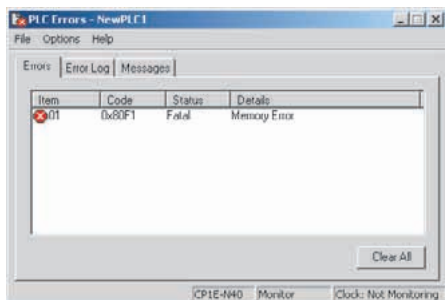 PLC Errors - NewPLC1
File Options Help
Errors Error Log Messages
Item Code Status Details
01 0x80F1 Fatal Memory Error
Clear All
CP1E-N40 Monitor Clock: Not Monitoring